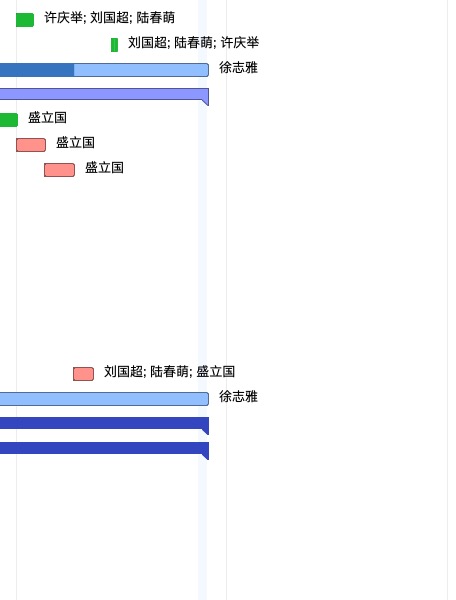 许庆举; 刘国超; 陆春萌
刘国超; 陆春萌; 许庆举
徐志雅
盛立国
盛立国
盛立国
刘国超; 陆春萌; 盛立国
徐志雅